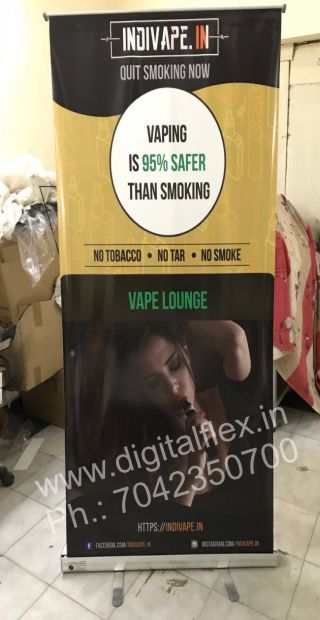 INDIVAPE.IN
QUIT SMOKING NOW
VAPING
IS 95% SAFER
THAN SMOKING
NO TOBACCO • NO TAR • NO SMOKE
VAPE LOUNGE
www.digitalflex.in
Ph.: 7042350700
HTTPS://INDIVAPE.IN
FACEBOOK.COM/INDIVAPE.IN INSTAGRAM.COM/INDIVAPE.IN